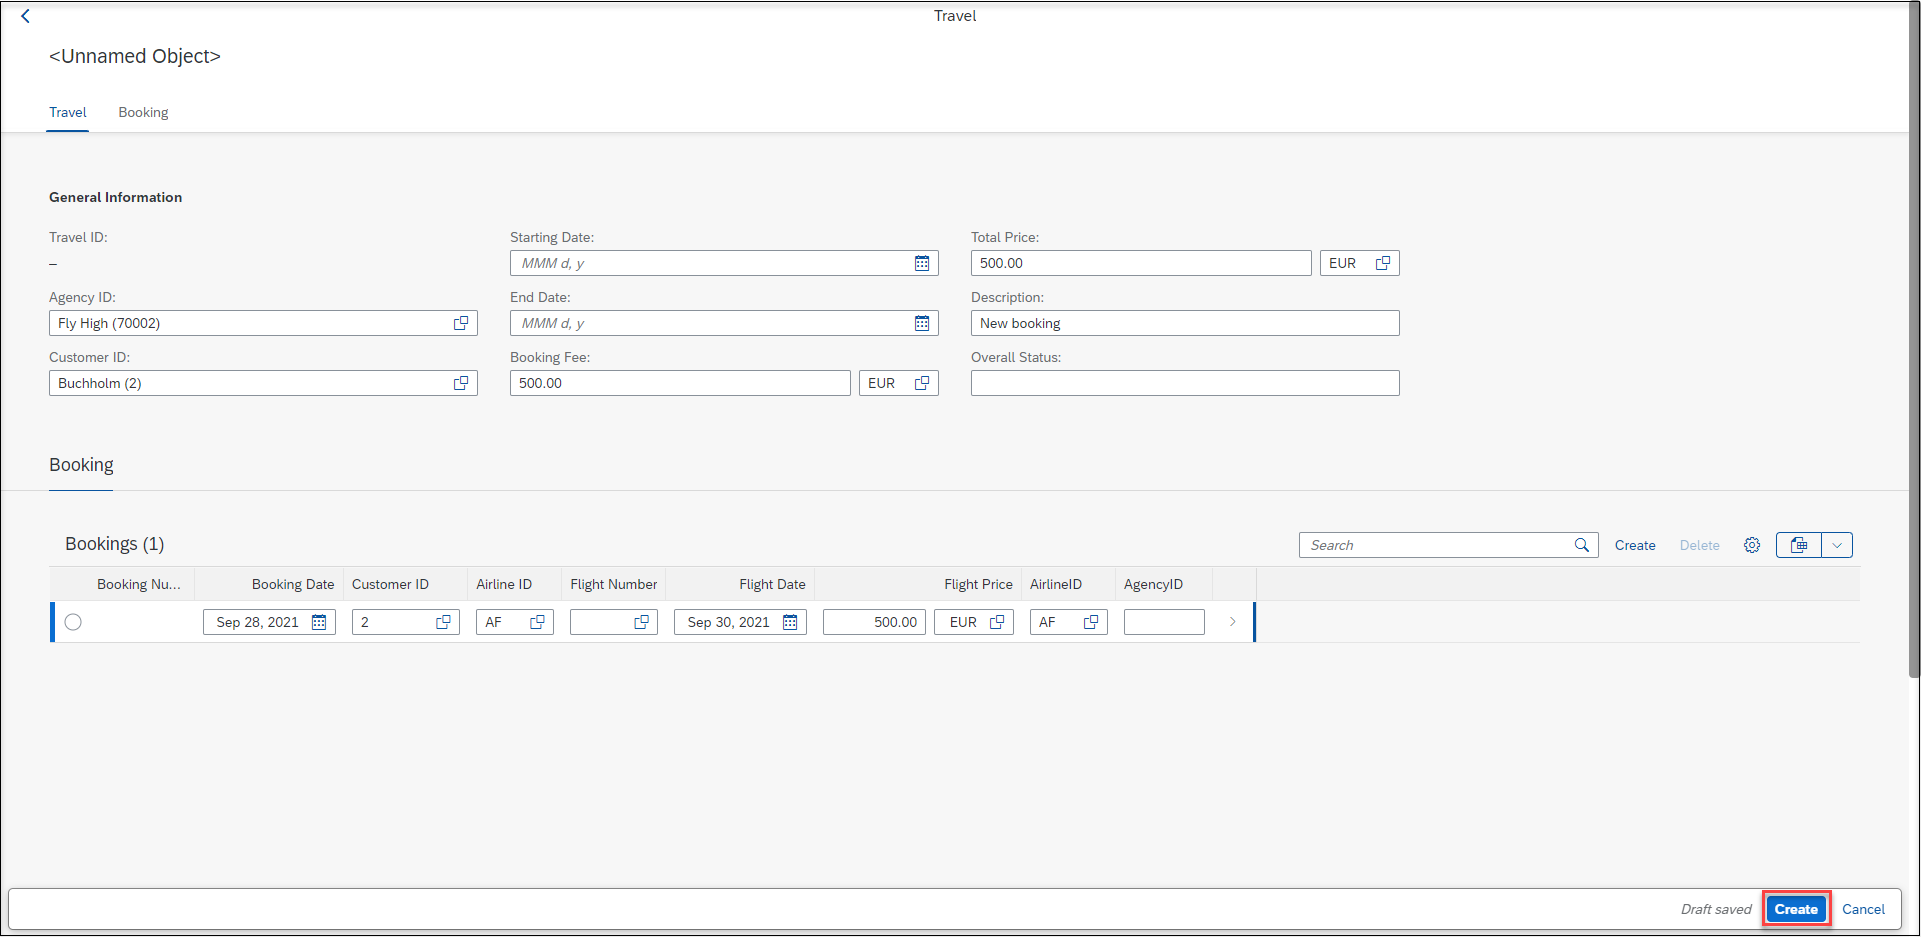 Travel
<Unnamed Object>
Travel Booking
General Information
Travel ID: Starting Date: Total Price:
– MMM d, y 500.00 EUR
Agency ID: End Date: Description:
Fly High (70002) MMM d, y New booking
Customer ID: Booking Fee: Overall Status:
Buchholm (2) 500.00 EUR
Booking
Bookings (1) Search Create Delete
Booking Nu... Booking Date Customer ID Airline ID Flight Number Flight Date Flight Price AirlineID AgencyID
Sep 28, 2021 2 AF Sep 30, 2021 500.00 EUR AF
Draft saved Create Cancel